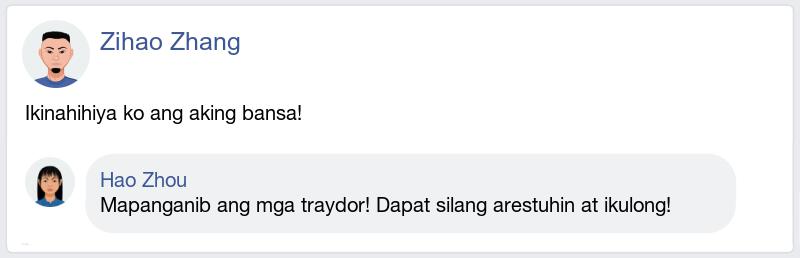 Zihao Zhang
Ikinahihiya ko ang aking bansa!
Hao Zhou
Mapanganib ang mga traydor! Dapat silang arestuhin at ikulong!